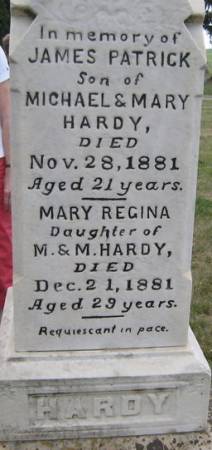 In memory of
JAMES PATRICK
Son of
MICHAEL & MARY
HARDY,
DIED
Nov. 28, 1881
Aged 21 years.
MARY REGINA
Daughter of
M. & M. HARDY,
DIED
Dec. 21, 1881
Aged 29 years.
Requiescant in pace.
HARDY